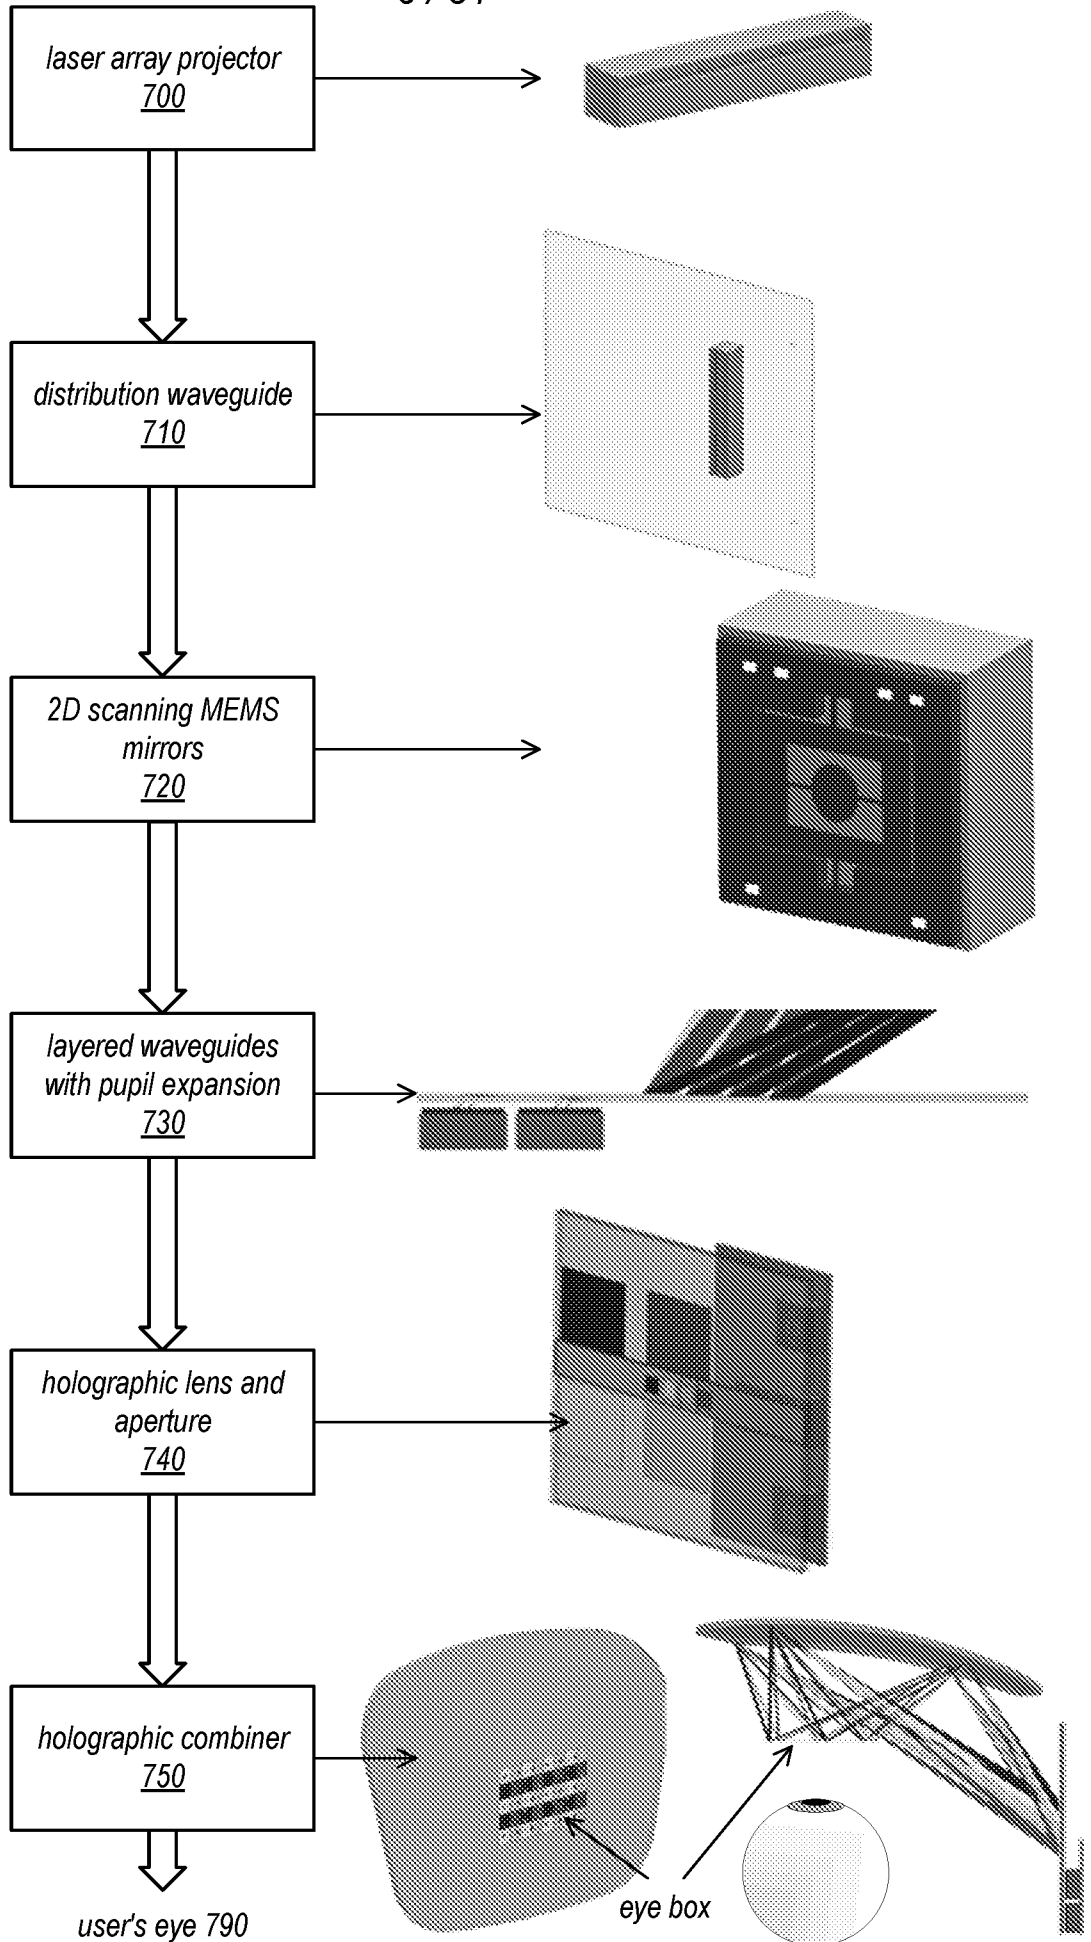 laser array projector
700
distribution waveguide
710
2D scanning MEMS
mirrors
720
layered waveguides
with pupil expansion
730
holographic lens and
aperture
740
holographic combiner
750
eye box
user's eye 790